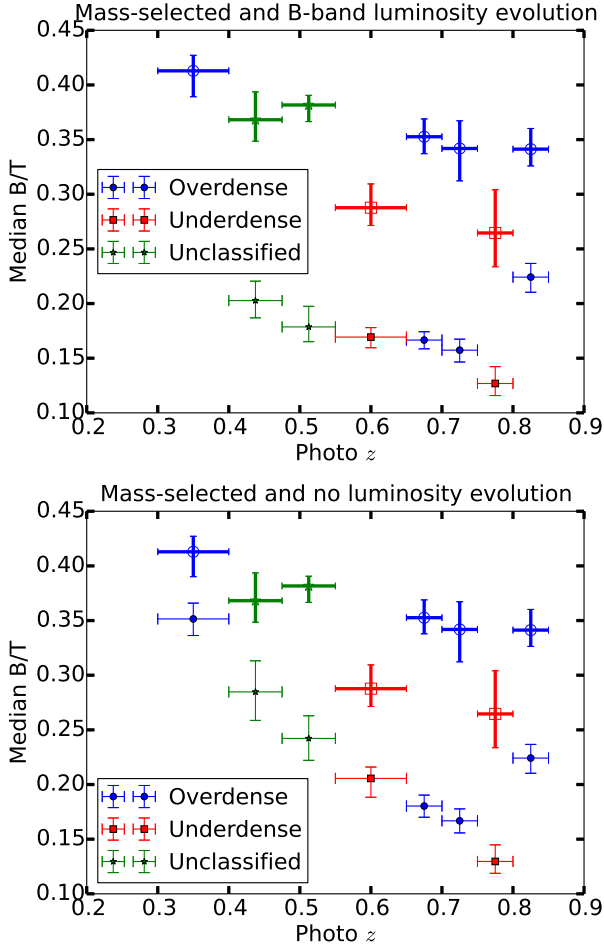 Mass-selected and B-band luminosity evolution
0.45
0.40
0.35
0.30
0.25
0.20
0.15
0.10
Median B/T
Overdense
Underdense
Unclassified
0.2 0.3 0.4 0.5 0.6 0.7 0.8 0.9
Photo z
Mass-selected and no luminosity evolution
0.45
0.40
0.35
0.30
0.25
0.20
0.15
0.10
Median B/T
Overdense
Underdense
Unclassified
0.2 0.3 0.4 0.5 0.6 0.7 0.8 0.9
Photo z